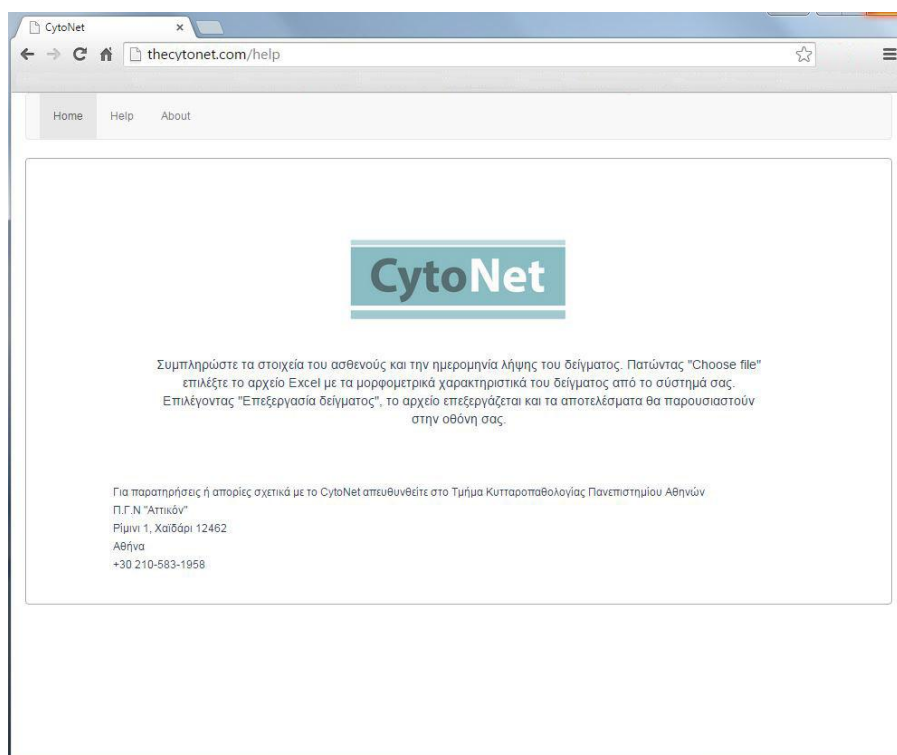 CytoNet
thecytonet.com/help
Home Help About
CytoNet
Συμπληρώστε τα στοιχεία του ασθενούς και την ημερομηνία λήψης του δείγματος. Πατώντας "Choose file"
επιλέξτε το αρχείο Excel με τα μορφομετρικά χαρακτηριστικά του δείγματος από το σύστημά σας.
Επιλέγοντας "Επεξεργασία δείγματος", το αρχείο επεξεργάζεται και τα αποτελέσματα θα παρουσιαστούν
στην οθόνη σας.
Για παρατηρήσεις ή απορίες σχετικά με το CytoNet απευθυνθείτε στο Τμήμα Κυτταροπαθολογίας Πανεπιστημίου Αθηνών
Π.Γ.Ν "Αττικόν"
Ρίμινι 1, Χαϊδάρι 12462
Αθήνα
+30 210-583-1958